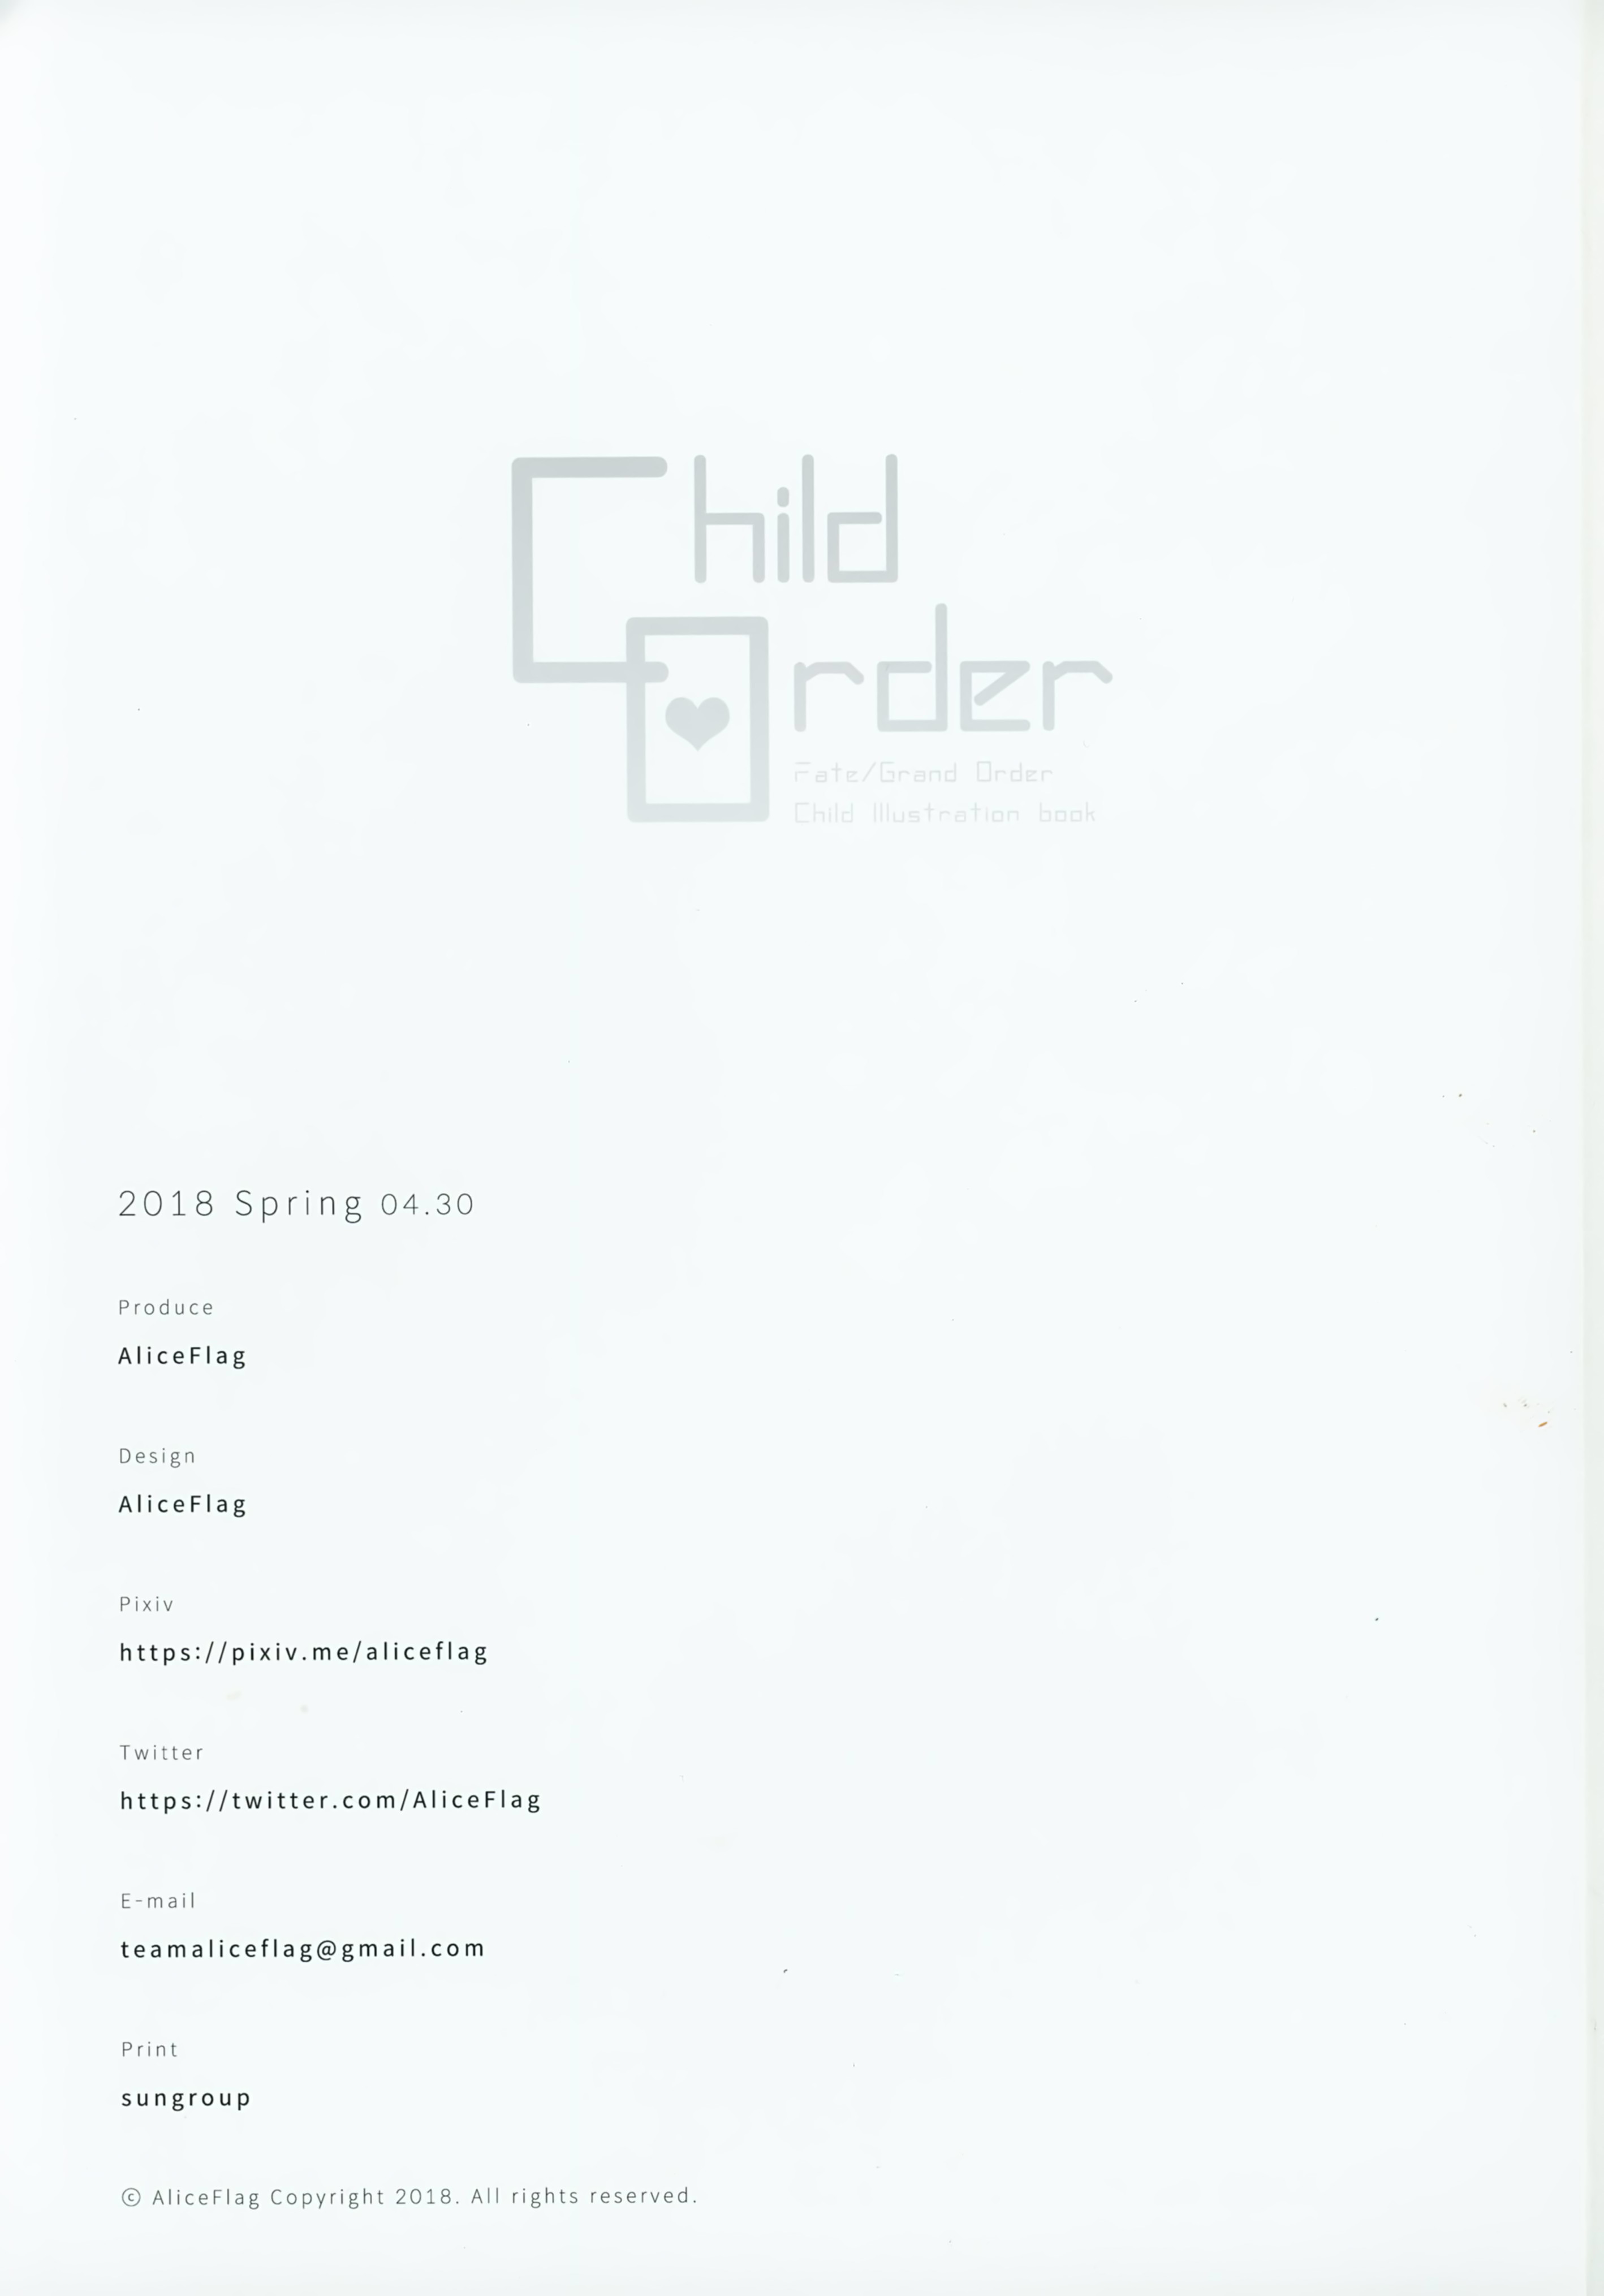 Child
Order
Fate/Grand Order
Child Illustration book
2018 Spring 04.30
Produce
AliceFlag
Design
AliceFlag
Pixiv
https://pixiv.me/aliceflag
Twitter
https://twitter.com/AliceFlag
E-mail
teamaliceflag@gmail.com
Print
sungroup
© AliceFlag Copyright 2018. All rights reserved.